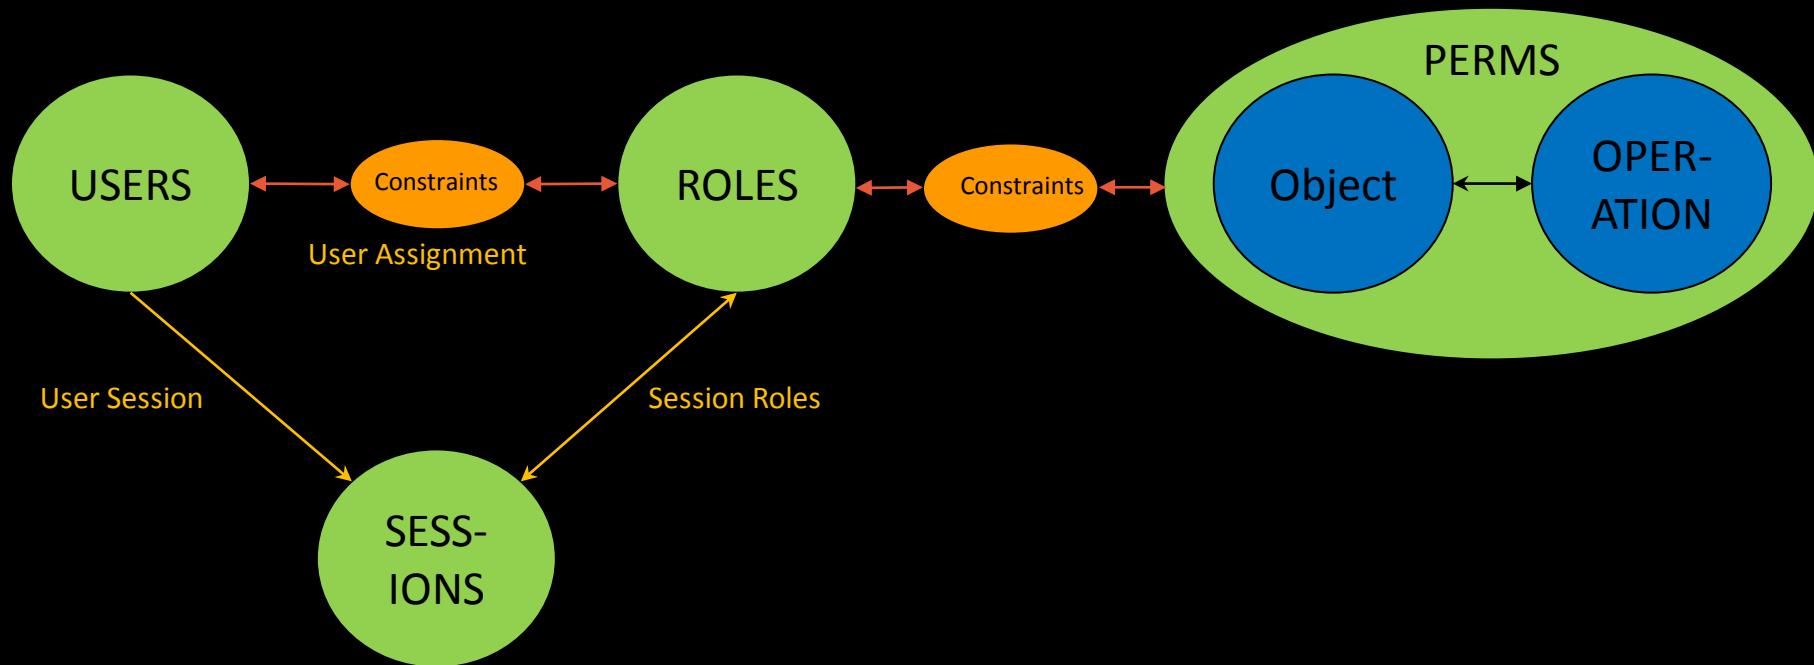 PERMS
USERS
Constraints
ROLES
Constraints
Object
OPER-
ATION
User Assignment
User Session
Session Roles
SESS-
IONS